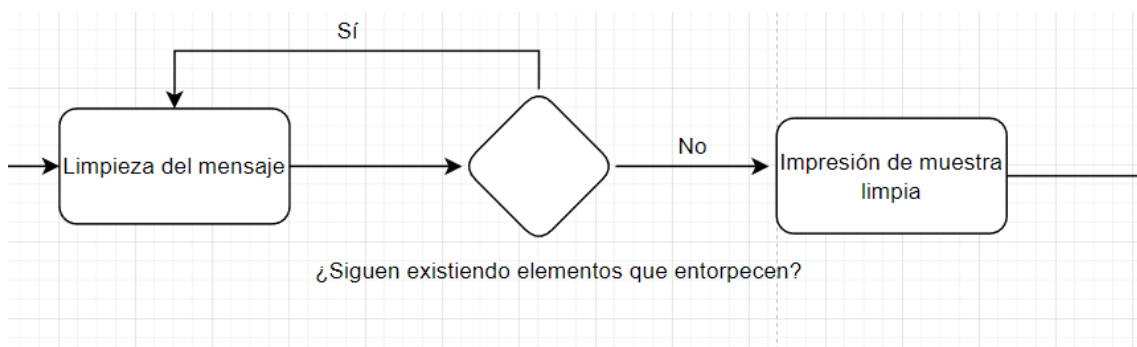 Sí
Limpieza del mensaje
No
Impresión de muestra
limpia
¿Siguen existiendo elementos que entorpecen?